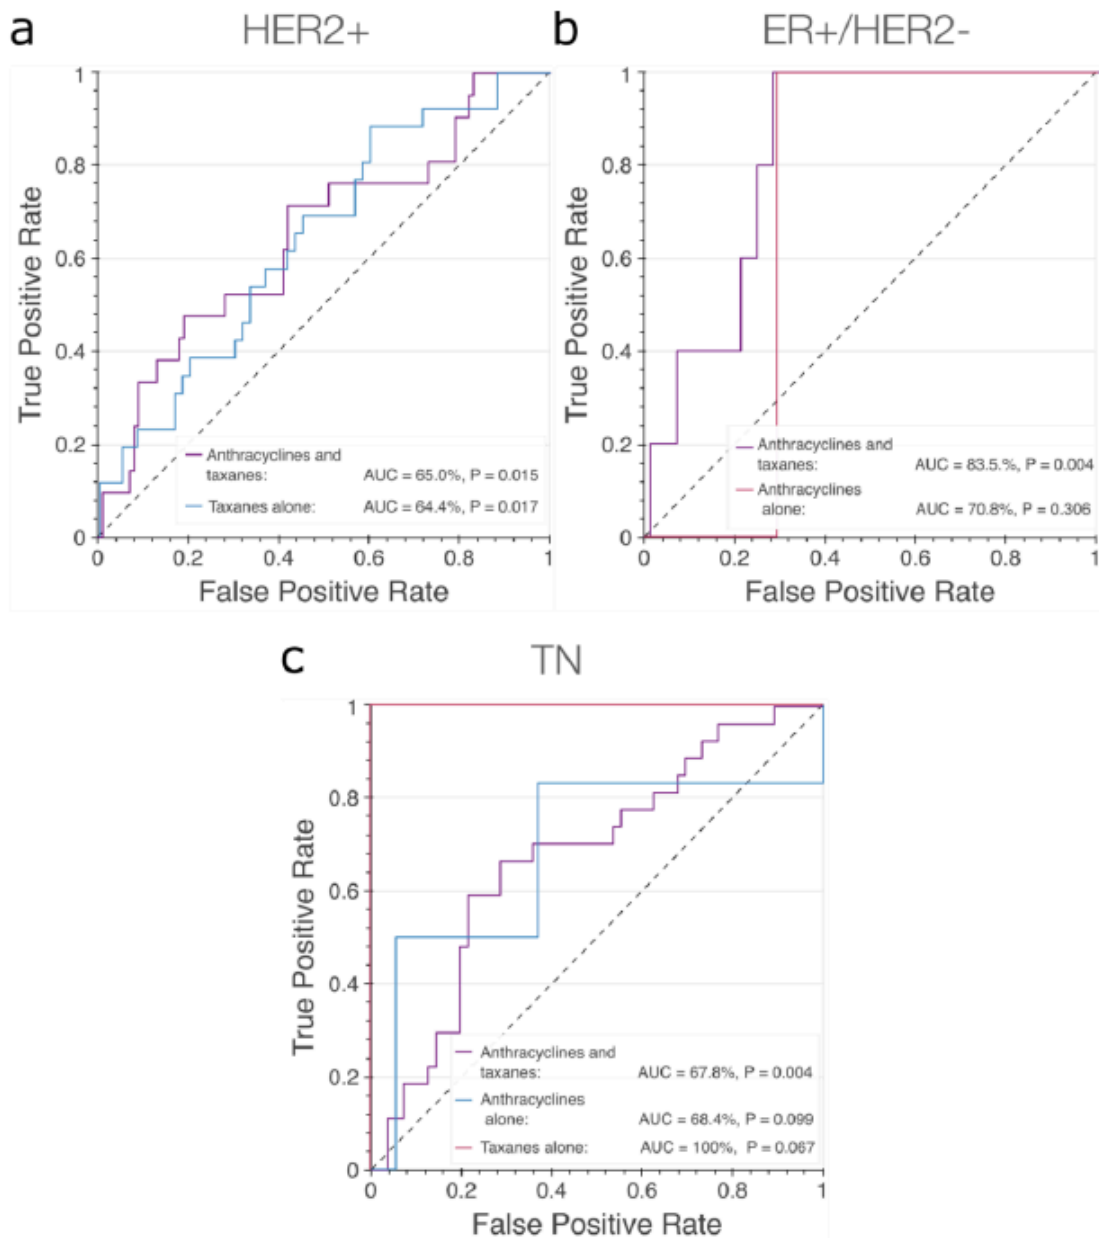 a
HER2+
1
0.8
0.6
0.4
0.2
0
0
0.2
0.4
0.6
0.8
1
True Positive Rate
False Positive Rate
Anthracyclines and
taxanes: AUC = 65.0%, P = 0.015
Taxanes alone: AUC = 64.4%, P = 0.017
b
ER+/HER2-
1
0.8
0.6
0.4
0.2
0
0
0.2
0.4
0.6
0.8
1
True Positive Rate
False Positive Rate
Anthracyclines and
taxanes: AUC = 83.5.%, P = 0.004
Anthracyclines
alone: AUC = 70.8%, P = 0.306
c
TN
1
0.8
0.6
0.4
0.2
0
0
0.2
0.4
0.6
0.8
1
True Positive Rate
False Positive Rate
Anthracyclines and
taxanes: AUC = 67.8%, P = 0.004
Anthracyclines
alone: AUC = 68.4%, P = 0.099
Taxanes alone: AUC = 100%, P = 0.067